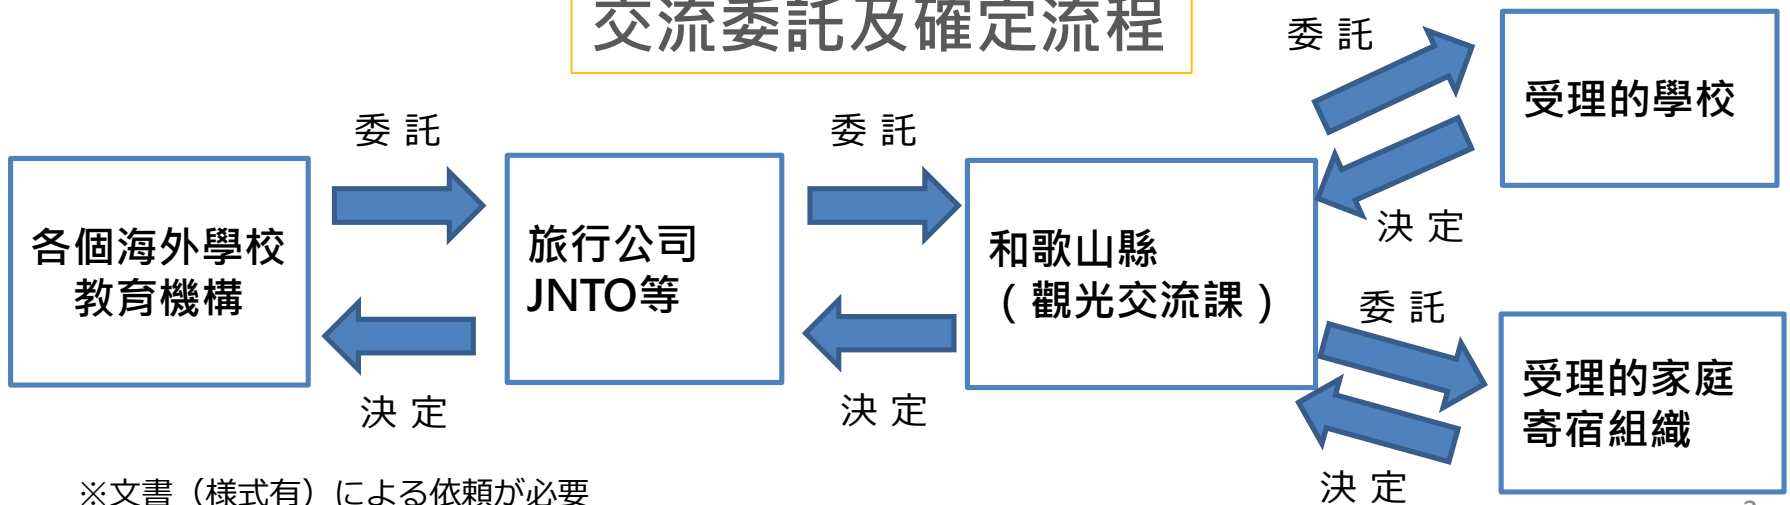 交流委託及確定流程
委 託
受理的學校
委 託
委 託
各個海外學校
教育機構
旅行公司
JNTO等
和歌山縣
（觀光交流課）
決 定
委 託
受理的家庭
寄宿組織
決 定
決 定
決 定
※文書（様式有）による依頼が必要